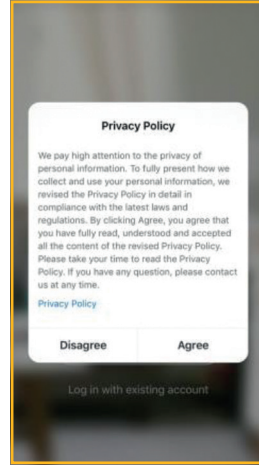 Privacy Policy
We pay high attention to the privacy of
personal information. To fully present how we
collect and use your personal information, we
revised the Privacy Policy in detail in
compliance with the latest laws and
regulations. By clicking Agree, you agree that
you have fully read, understood and accepted
all the content of the revised Privacy Policy.
Please take your time to read the Privacy
Policy. If you have any question, please contact
us at any time.
Privacy Policy
Disagree
Agree
Log in with existing account